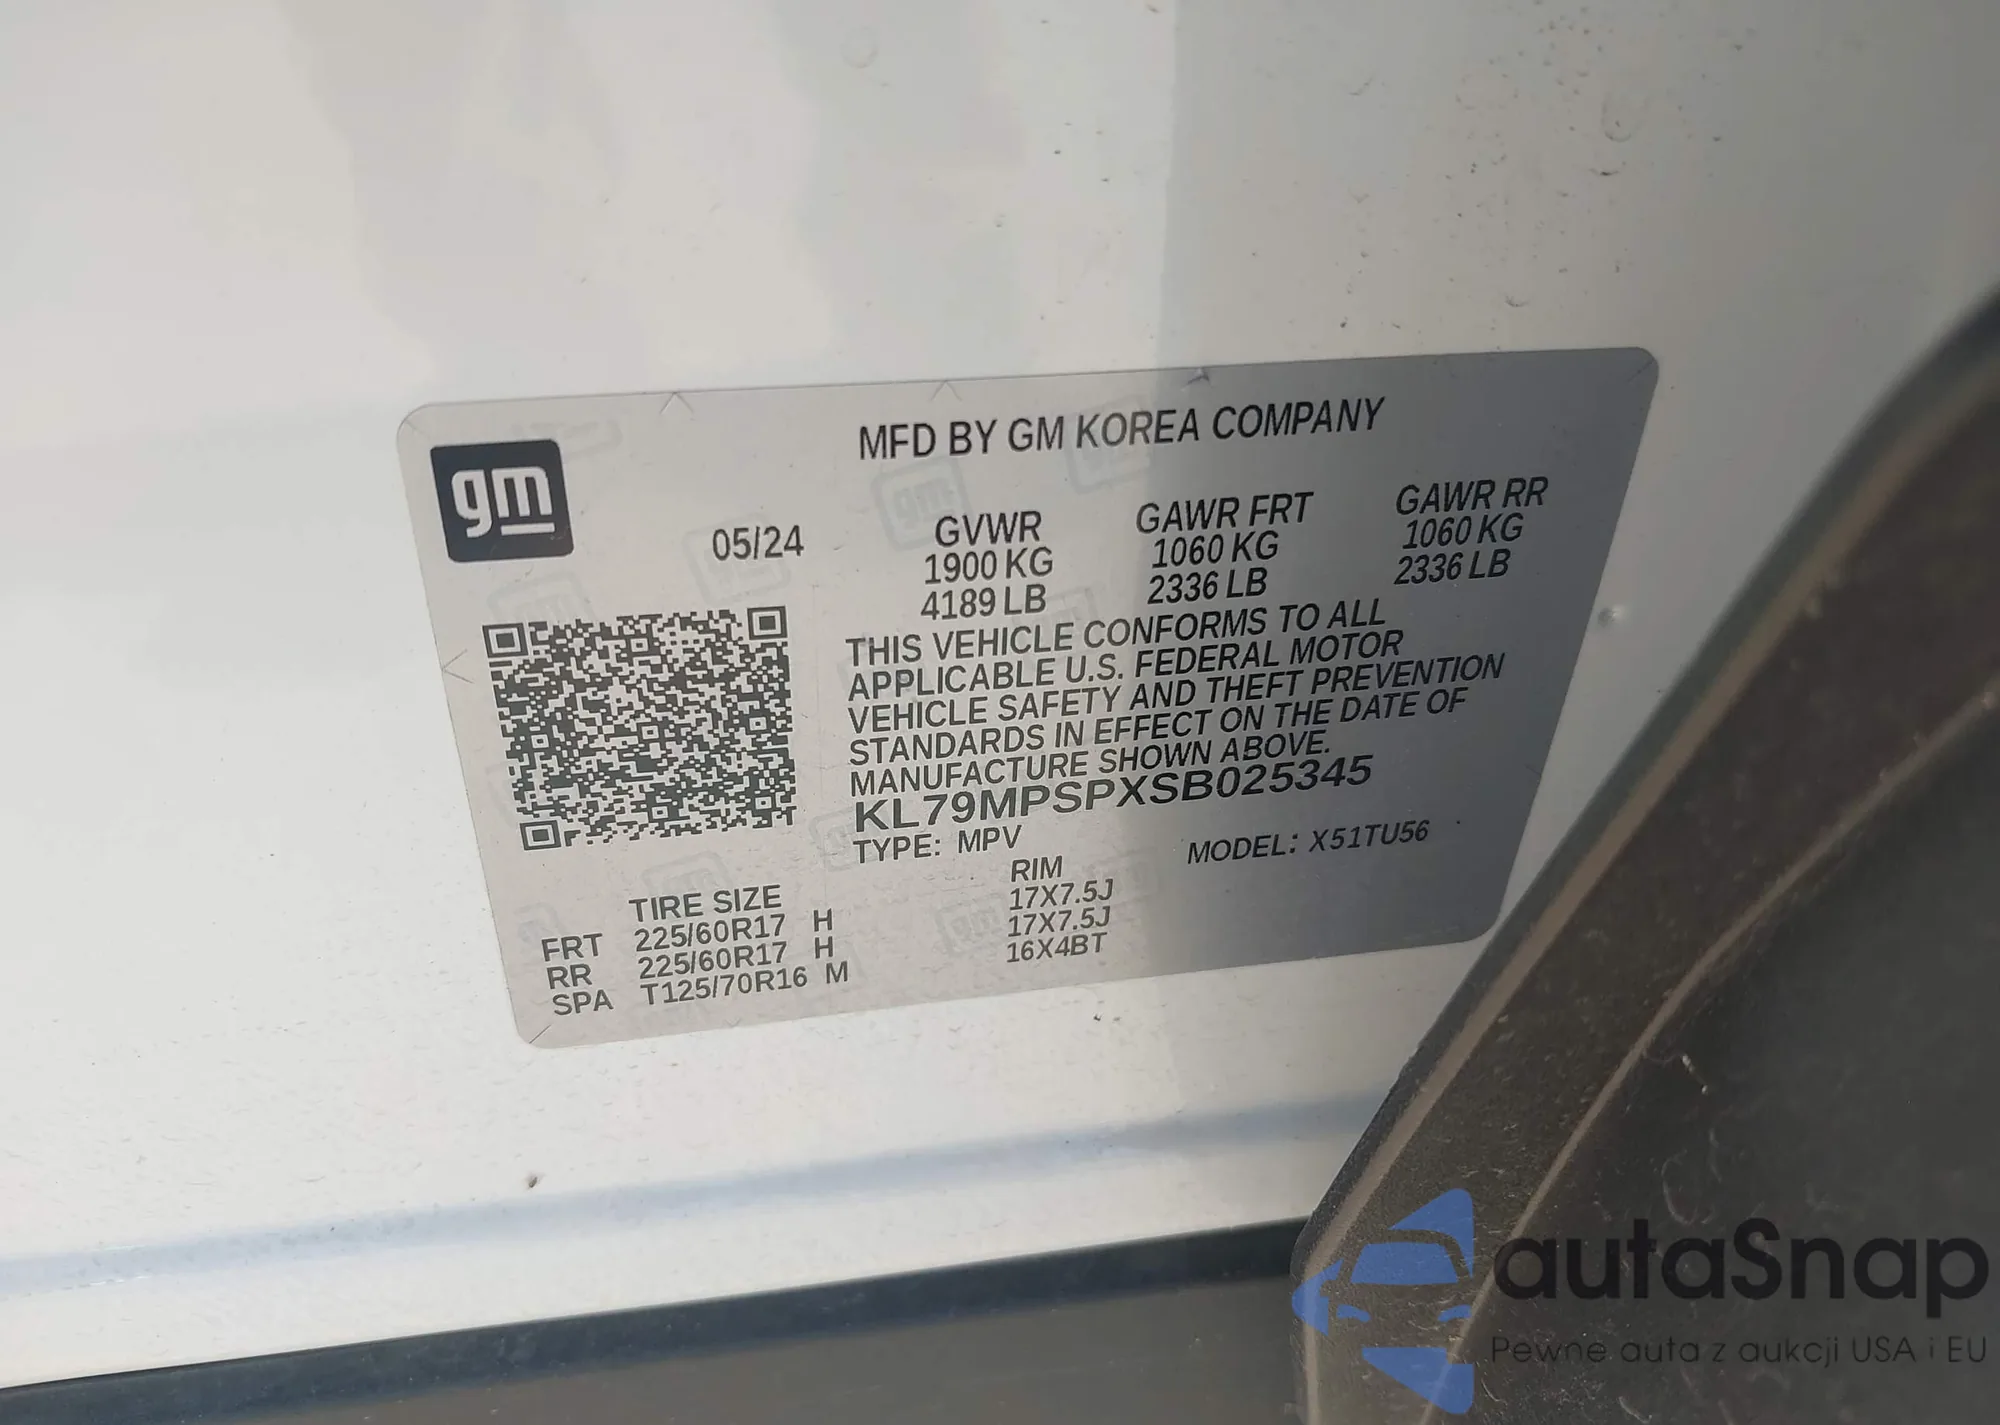 gm
MFD BY GM KOREA COMPANY
05/24
GVWR GAWR FRT GAWR RR
1900 KG 1060 KG 1060 KG
4189 LB 2336 LB 2336 LB
THIS VEHICLE CONFORMS TO ALL
APPLICABLE U.S. FEDERAL MOTOR
VEHICLE SAFETY AND THEFT PREVENTION
STANDARDS IN EFFECT ON THE DATE OF
MANUFACTURE SHOWN ABOVE.
KL79MPSPXSB025345
TYPE: MPV MODEL: X51TU56
TIRE SIZE RIM
FRT 225/60R17 H 17X7.5J
RR 225/60R17 H 17X7.5J
SPA T125/70R16 M 16X4BT
autaSnap
Pewne auta z aukcji USA i EU